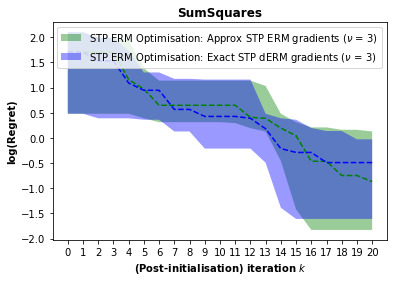 SumSquares
STP ERM Optimisation: Approx STP ERM gradients (ν = 3)
STP ERM Optimisation: Exact STP dERM gradients (ν = 3)
log(Regret)
2.0
1.5
1.0
0.5
0.0
−0.5
−1.0
−1.5
−2.0
0 1 2 3 4 5 6 7 8 9 10 11 12 13 14 15 16 17 18 19 20
(Post-initialisation) iteration k